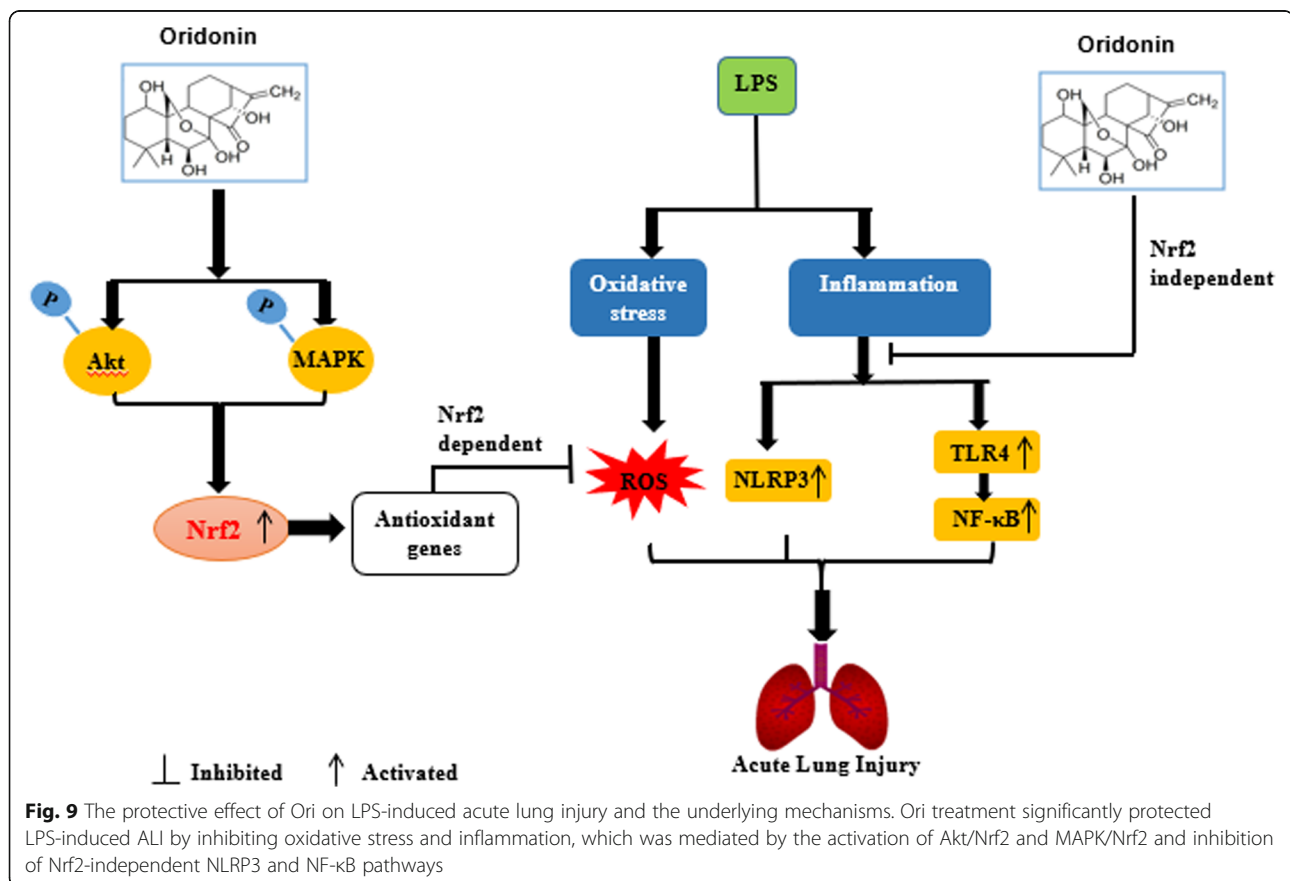 Oridonin
OH
CH₂
OH
O
O
H
OH
OH
P
P
Akt
MAPK
Nrf2 ↑
Antioxidant
genes
Nrf2
dependent
LPS
Oxidative
stress
Inflammation
ROS
NLRP3↑
TLR4 ↑
NF-κB↑
Acute Lung Injury
Oridonin
OH
CH₂
OH
O
O
H
OH
OH
Nrf2
independent
⊥ Inhibited ↑ Activated
Fig. 9 The protective effect of Ori on LPS-induced acute lung injury and the underlying mechanisms. Ori treatment significantly protected
LPS-induced ALI by inhibiting oxidative stress and inflammation, which was mediated by the activation of Akt/Nrf2 and MAPK/Nrf2 and inhibition
of Nrf2-independent NLRP3 and NF-κB pathways